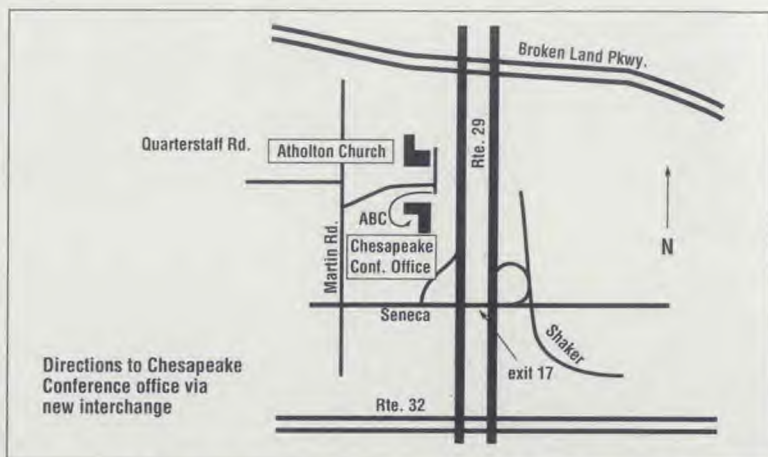 Broken Land Pkwy.
Quarterstaff Rd.
Atholton Church
Rte. 29
ABC
N
Martin Rd.
Chesapeake
Conf. Office
Seneca
Shaker
exit 17
Directions to Chesapeake
Conference office via
new interchange
Rte. 32